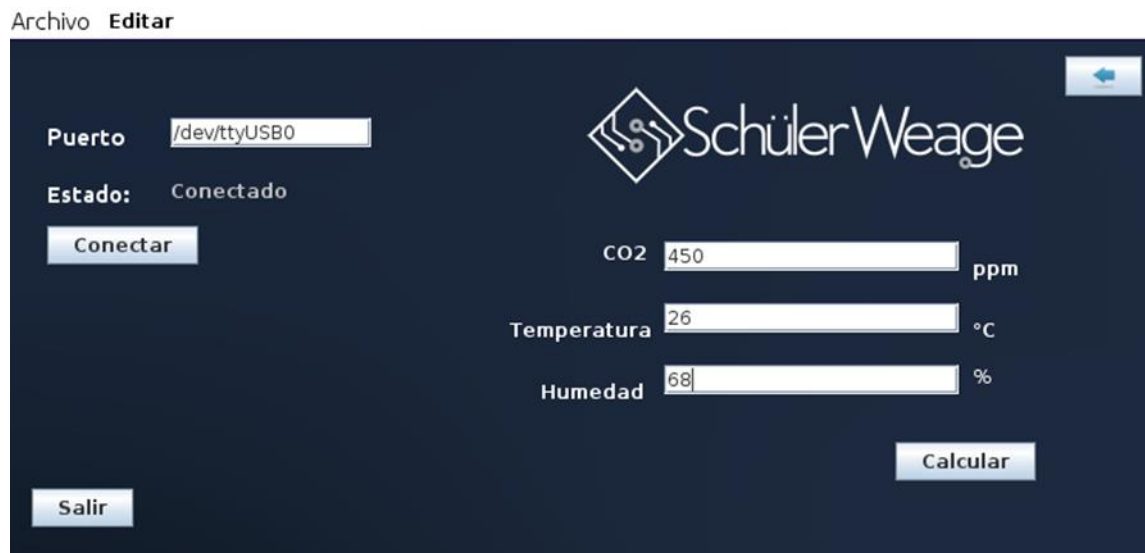 Archivo Editar
Puerto /dev/ttyUSB0
Estado: Conectado
Conectar
SchülerWeage
CO2 450 ppm
Temperatura 26 °C
Humedad 68 %
Calcular
Salir